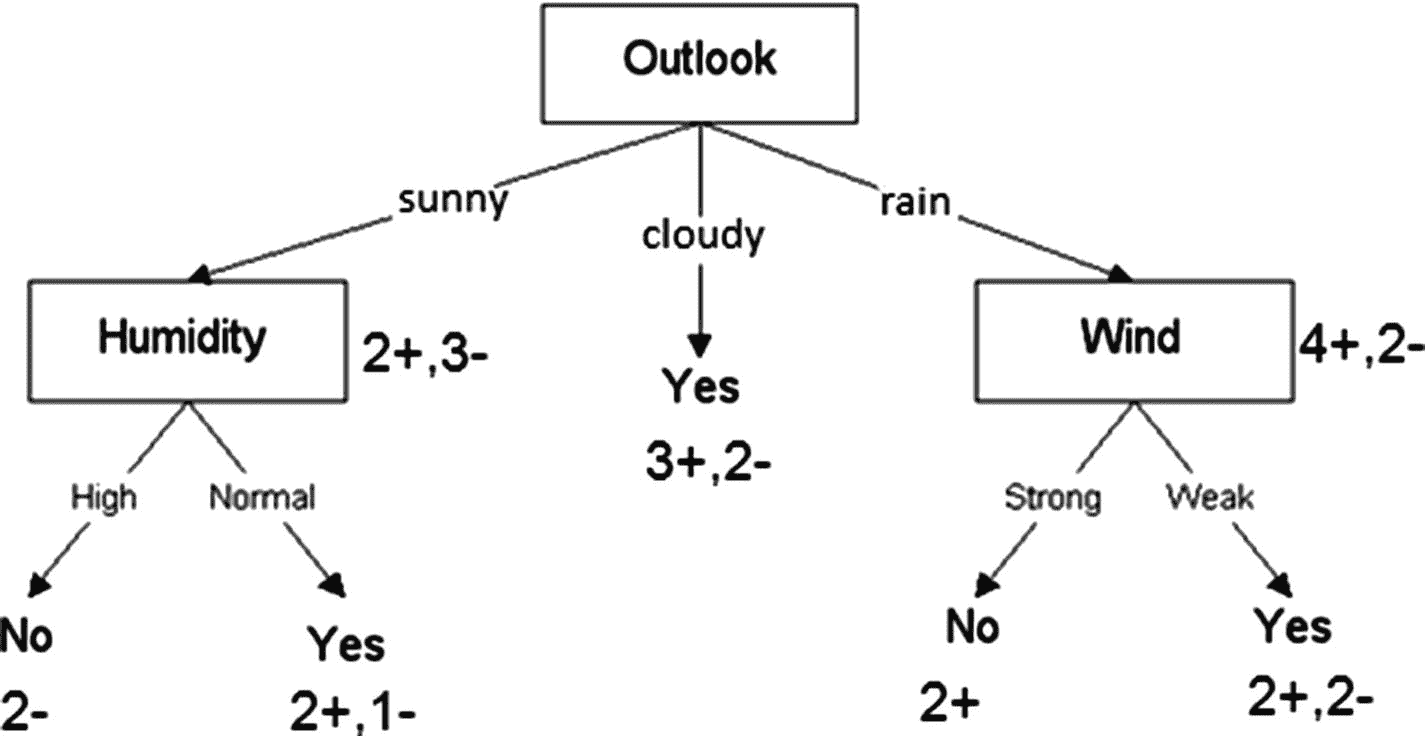 Outlook
sunny
cloudy
rain
Humidity
2+,3-
Yes
3+,2-
Wind
4+,2-
High
Normal
Strong
Weak
No
2-
Yes
2+,1-
No
2+
Yes
2+,2-